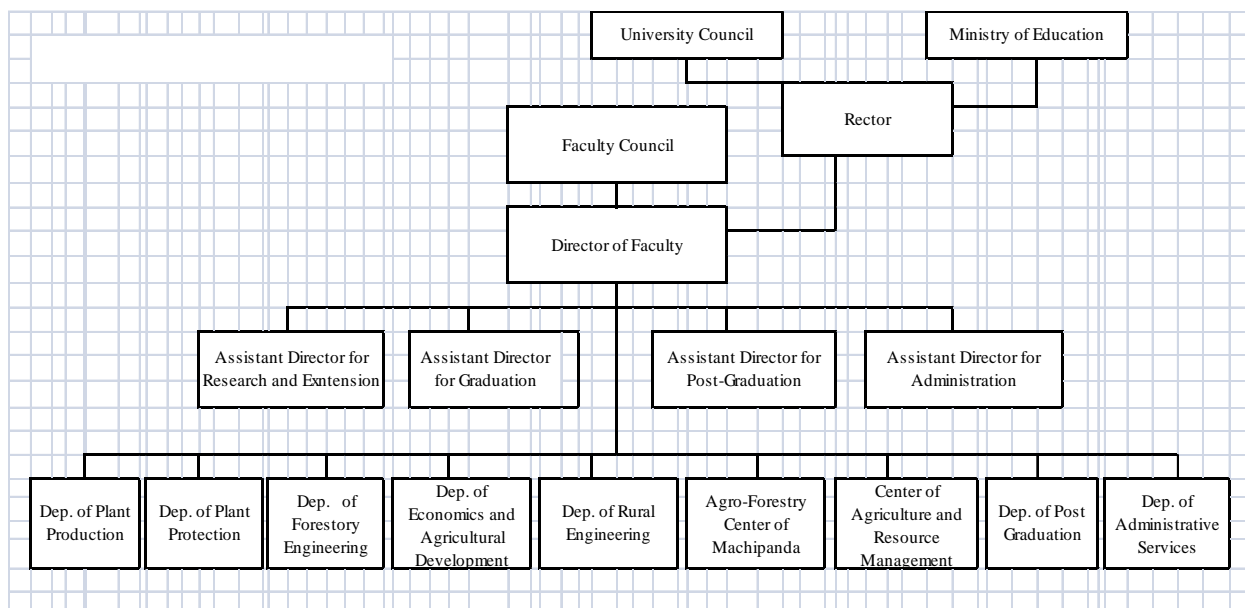 University Council
Ministry of Education
Rector
Faculty Council
Director of Faculty
Assistant Director for
Research and Exntension
Assistant Director
for Graduation
Assistant Director for
Post-Graduation
Assistant Director for
Administration
Dep. of Plant
Production
Dep. of Plant
Protection
Dep. of
Forestory
Engineering
Dep. of
Economics and
Agricultural
Development
Dep. of Rural
Engineering
Agro-Forestry
Center of
Machipanda
Center of
Agriculture and
Resource
Management
Dep. of Post
Graduation
Dep. of
Administrative
Services